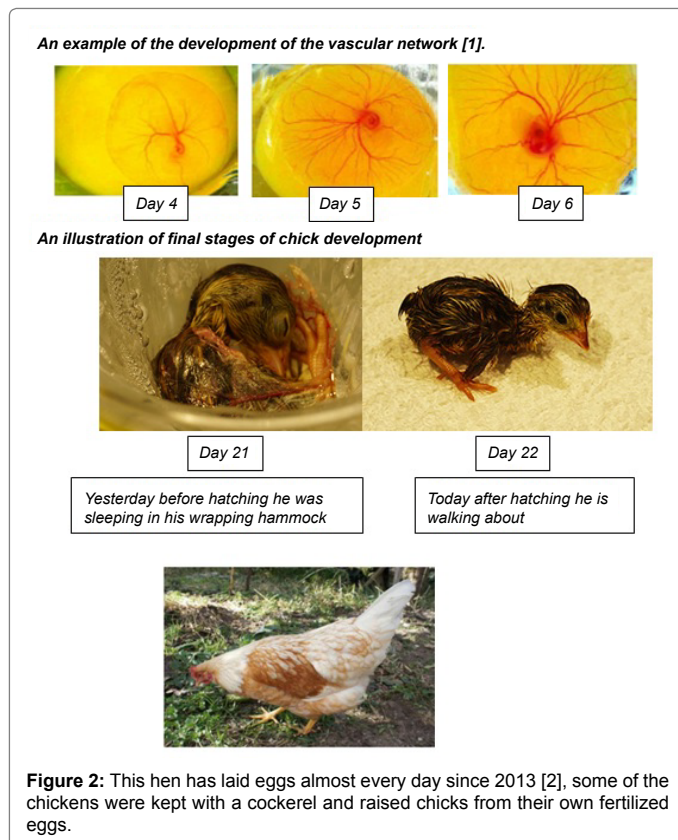 An example of the development of the vascular network [1].
Day 4
Day 5
Day 6
An illustration of final stages of chick development
Day 21
Day 22
Yesterday before hatching he was
sleeping in his wrapping hammock
Today after hatching he is
walking about
Figure 2: This hen has laid eggs almost every day since 2013 [2], some of the
chickens were kept with a cockerel and raised chicks from their own fertilized
eggs.